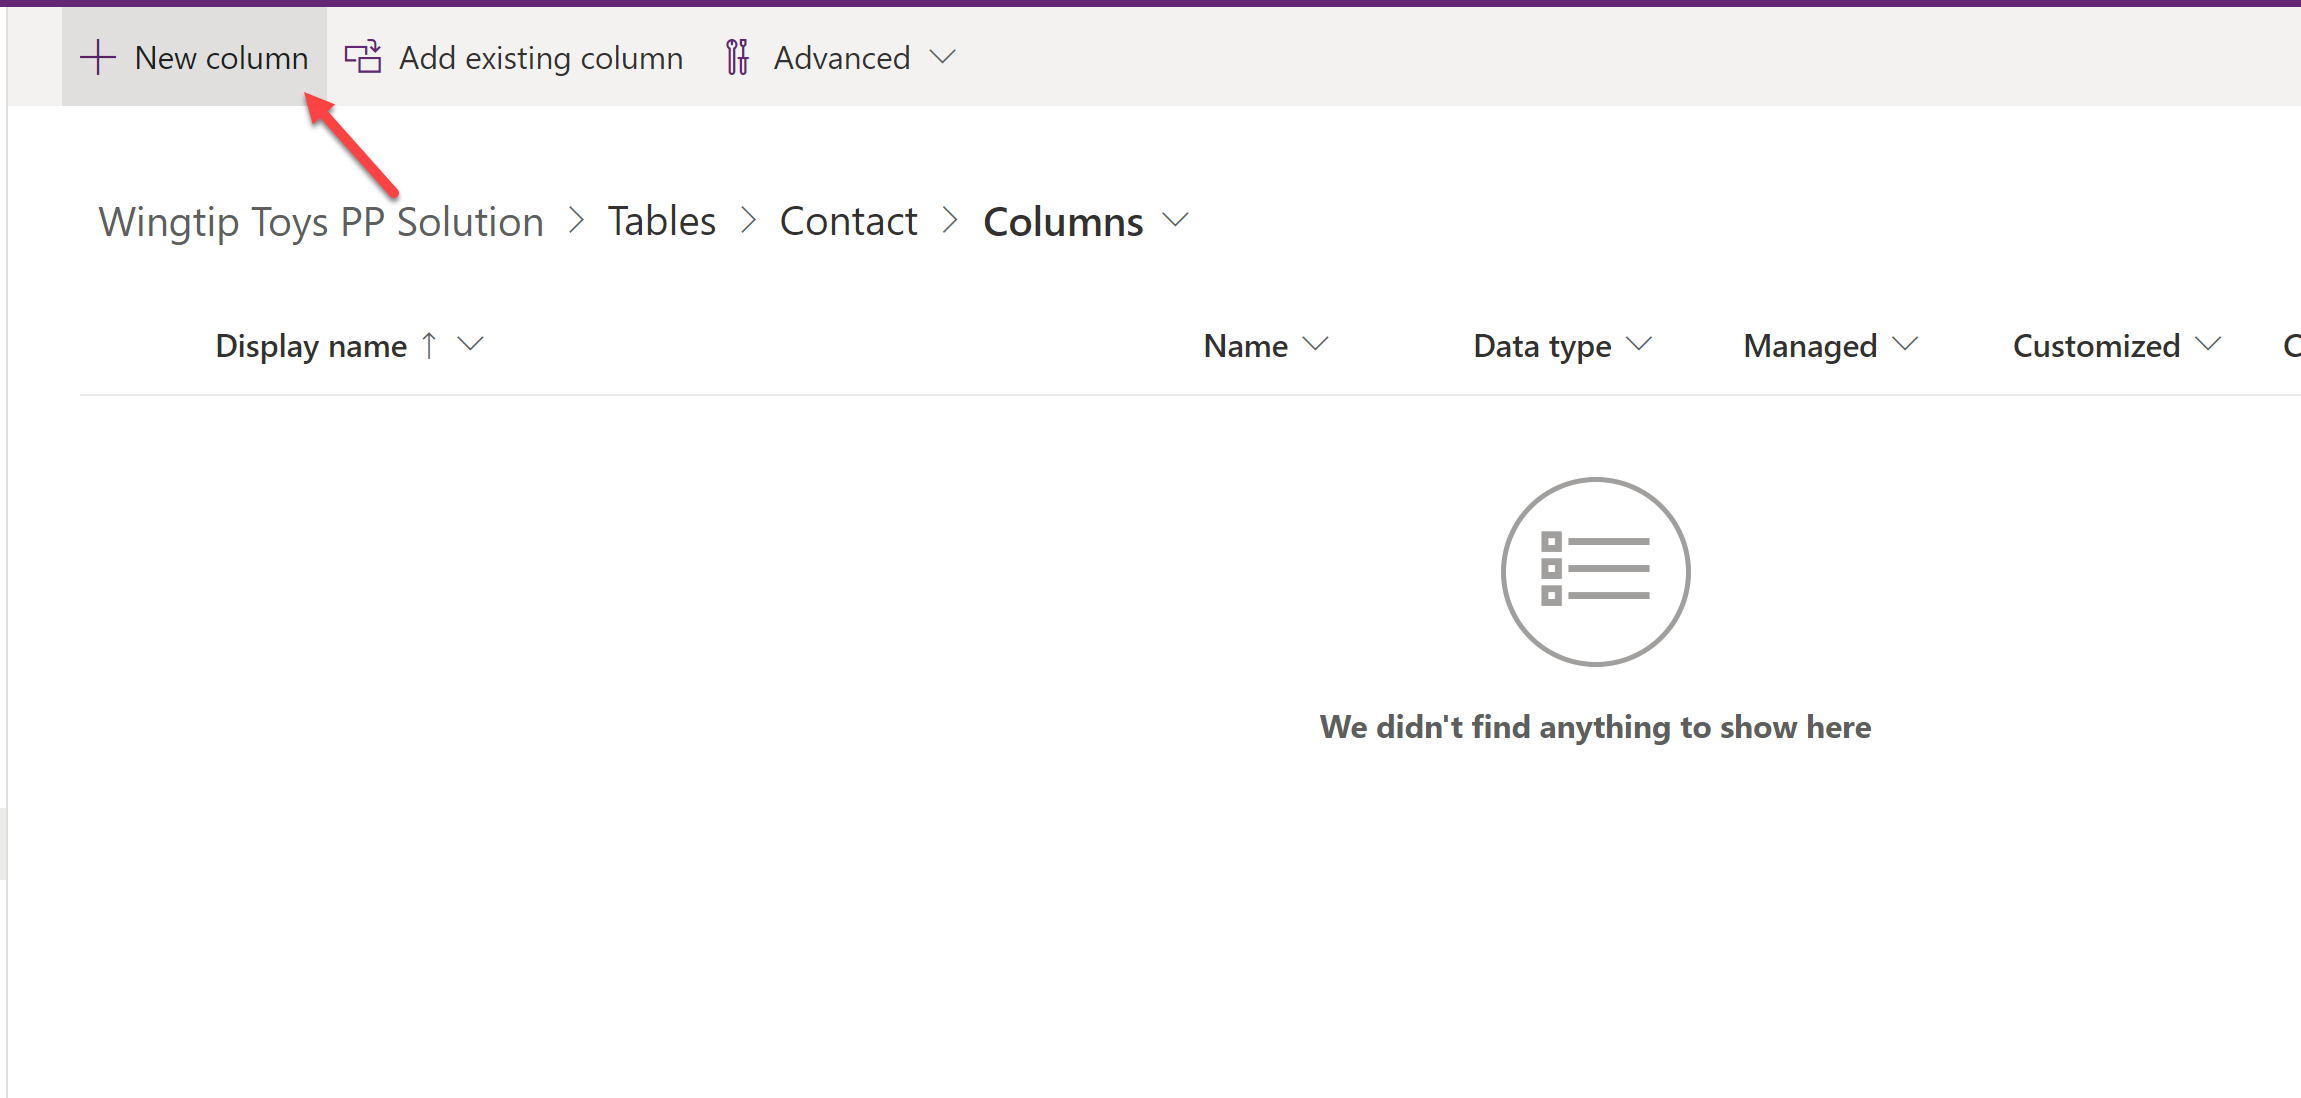 New column Add existing column Advanced
Wingtip Toys PP Solution > Tables > Contact > Columns
Display name ↑ Name Data type Managed Customized
We didn't find anything to show here